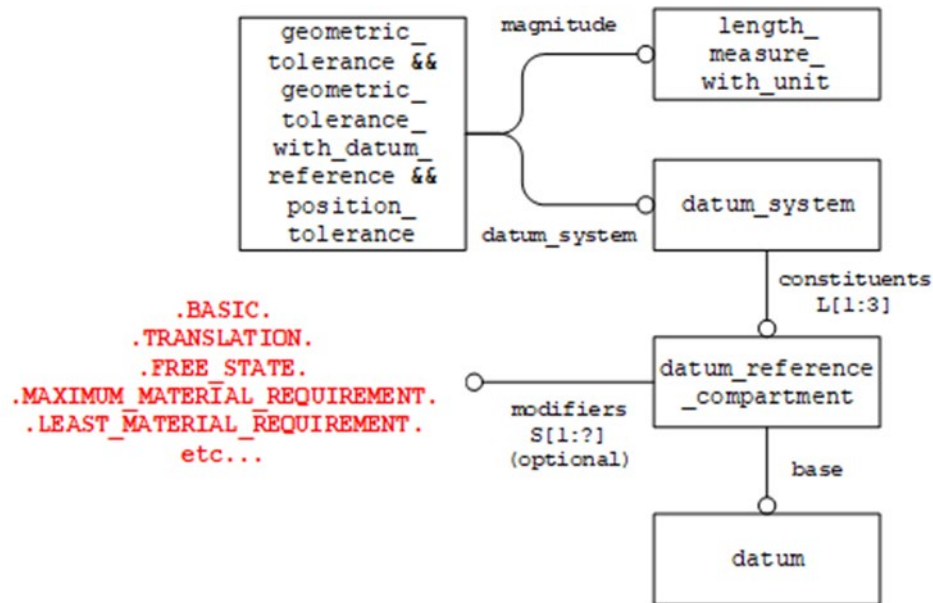 geometric_
tolerance &&
geometric_
tolerance_
with_datum_
reference &&
position_
tolerance
magnitude
length_
measure_
with_unit
datum_system
datum_system
constituents
L[1:3]
.BASIC.
.TRANSLATION.
.FREE_STATE.
.MAXIMUM_MATERIAL_REQUIREMENT.
.LEAST_MATERIAL_REQUIREMENT.
etc...
modifiers
S[1:?]
(optional)
datum_reference
_compartment
base
datum